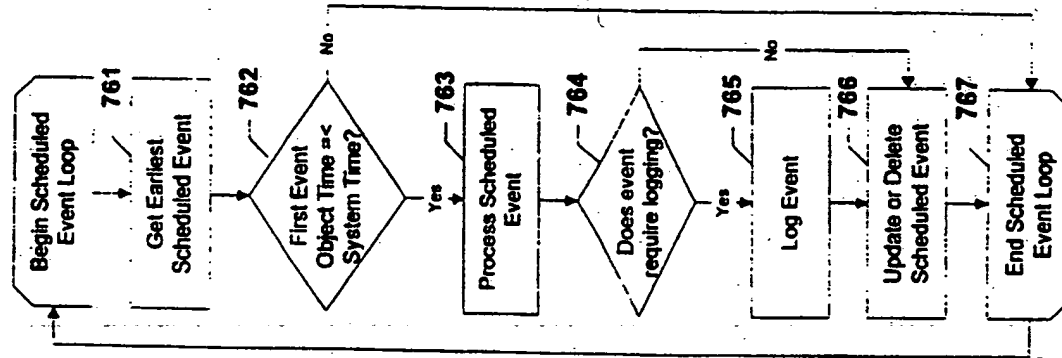 Begin Scheduled
Event Loop
761
Get Earliest
Scheduled Event
762
First Event
Object Time =<
System Time?
No
Yes
763
Process Scheduled
Event
764
Does event
require logging?
No
Yes
765
Log Event
766
Update or Delete
Scheduled Event
767
End Scheduled
Event Loop